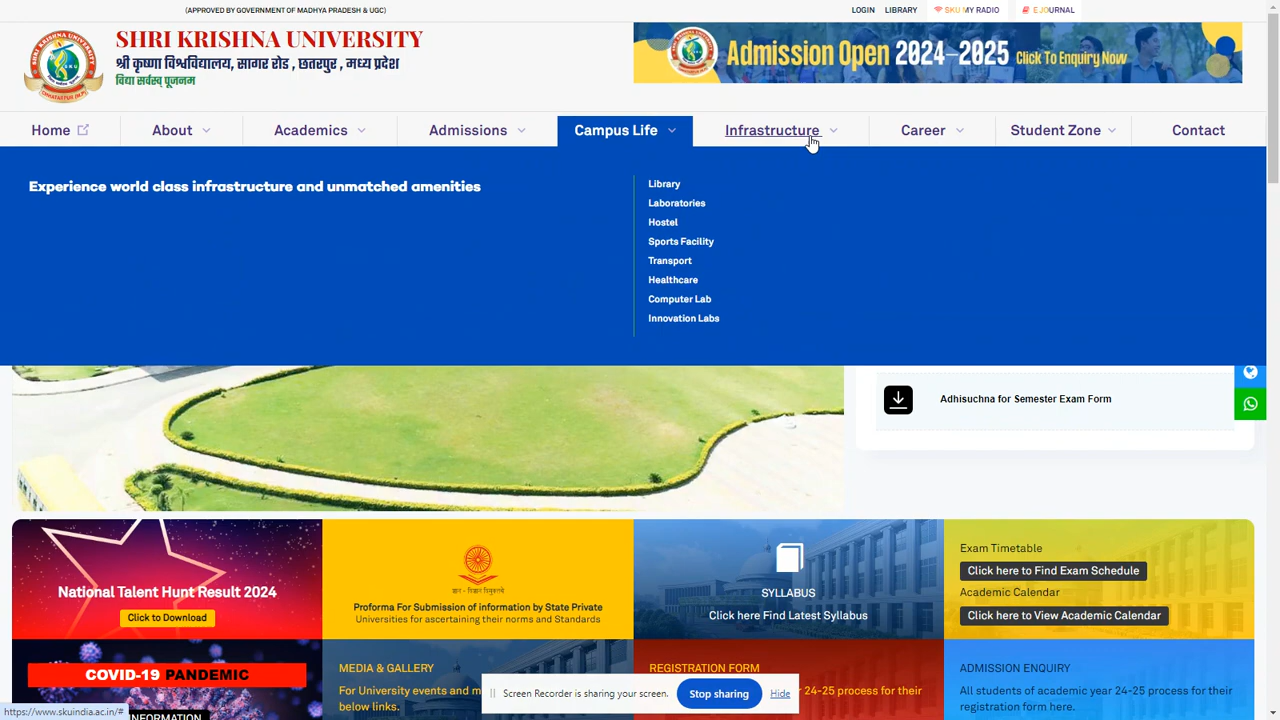 (APPROVED BY GOVERNMENT OF MADHYA PRADESH & UGC)
LOGIN LIBRARY SKU MY RADIO E JOURNAL
SHRI KRISHNA UNIVERSITY
श्री कृष्णा विश्वविद्यालय, सागर रोड , छतरपुर , मध्य प्रदेश
विद्या सर्वस्व पूजनम
Admission Open 2024-2025 Click To Enquiry Now
Home About Academics Admissions Campus Life Infrastructure Career Student Zone Contact
Experience world class infrastructure and unmatched amenities
Library
Laboratories
Hostel
Sports Facility
Transport
Healthcare
Computer Lab
Innovation Labs
Adhisuchna for Semester Exam Form
National Talent Hunt Result 2024
Click to Download
Proforma For Submission of information by State Private
Universities for ascertaining their norms and Standards
SYLLABUS
Click here Find Latest Syllabus
Exam Timetable
Click here to Find Exam Schedule
Academic Calendar
Click here to View Academic Calendar
COVID-19 PANDEMIC
INFORMATION
MEDIA & GALLERY
For University events and m
below links.
REGISTRATION FORM
24-25 process for their
ADMISSION ENQUIRY
All students of academic year 24-25 process for their
registration form here.
Screen Recorder is sharing your screen. Stop sharing Hide
https://www.skuindia.ac.in/#